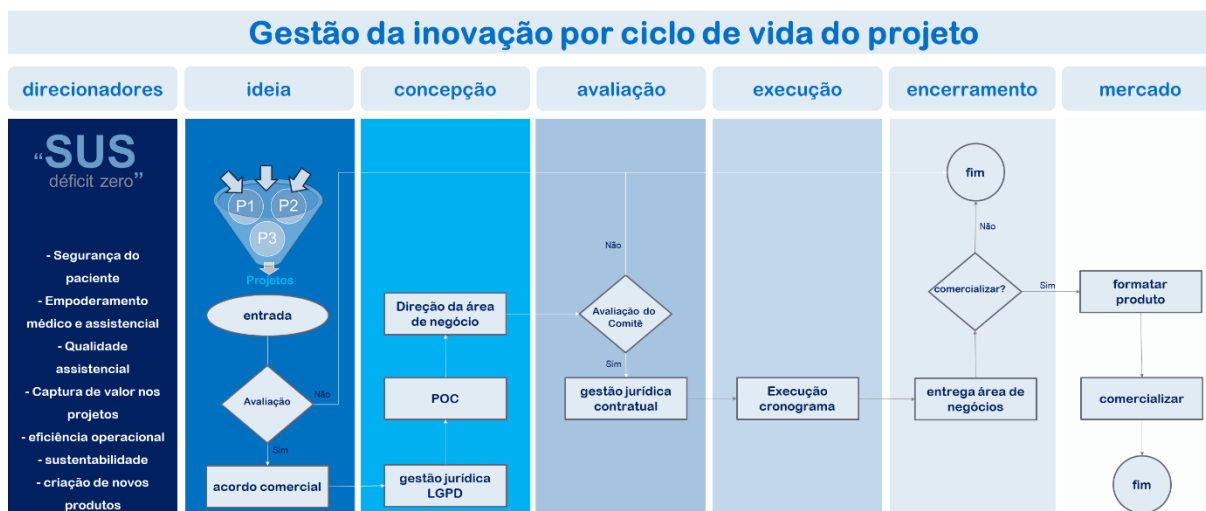 Gestão da inovação por ciclo de vida do projeto
direcionadores
ideia
concepção
avaliação
execução
encerramento
mercado
“SUS
déficit zero”
- Segurança do
paciente
- Empoderamento
médico e assistencial
- Qualidade
assistencial
- Captura de valor nos
projetos
- eficiência operacional
- sustentabilidade
- criação de novos
produtos
P1
P2
P3
Projetos
entrada
Avaliação
Não
Sim
acordo comercial
Direção da área
de negócio
POC
gestão jurídica
LGPD
Não
Avaliação do
Comitê
Sim
gestão jurídica
contratual
Execução
cronograma
fim
Não
comercializar?
Sim
entrega área de
negócios
formatar
produto
comercializar
fim